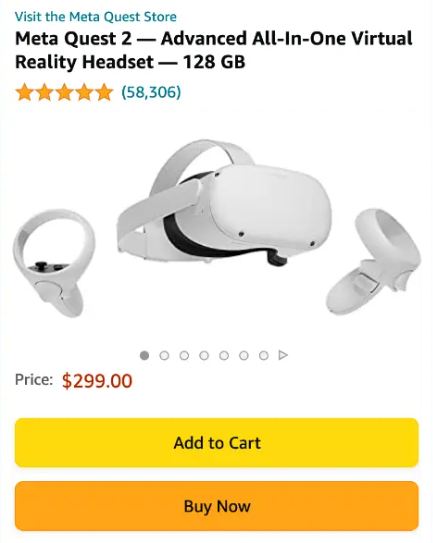 Visit the Meta Quest Store
Meta Quest 2 — Advanced All-In-One Virtual
Reality Headset — 128 GB
(58,306)
Price: $299.00
Add to Cart
Buy Now